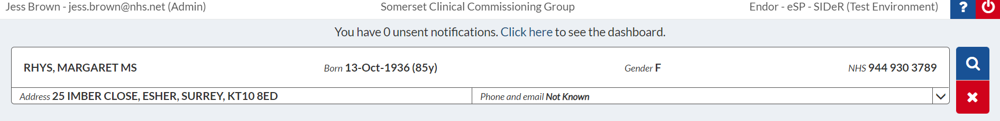 Jess Brown - jess.brown@nhs.net (Admin) Somerset Clinical Commissioning Group Endor - eSP - SIDeR (Test Environment) ?
You have 0 unsent notifications. Click here to see the dashboard.
RHYS, MARGARET MS Born 13-Oct-1936 (85y) Gender F NHS 944 930 3789
Address 25 IMBER CLOSE, ESHER, SURREY, KT10 8ED Phone and email Not Known